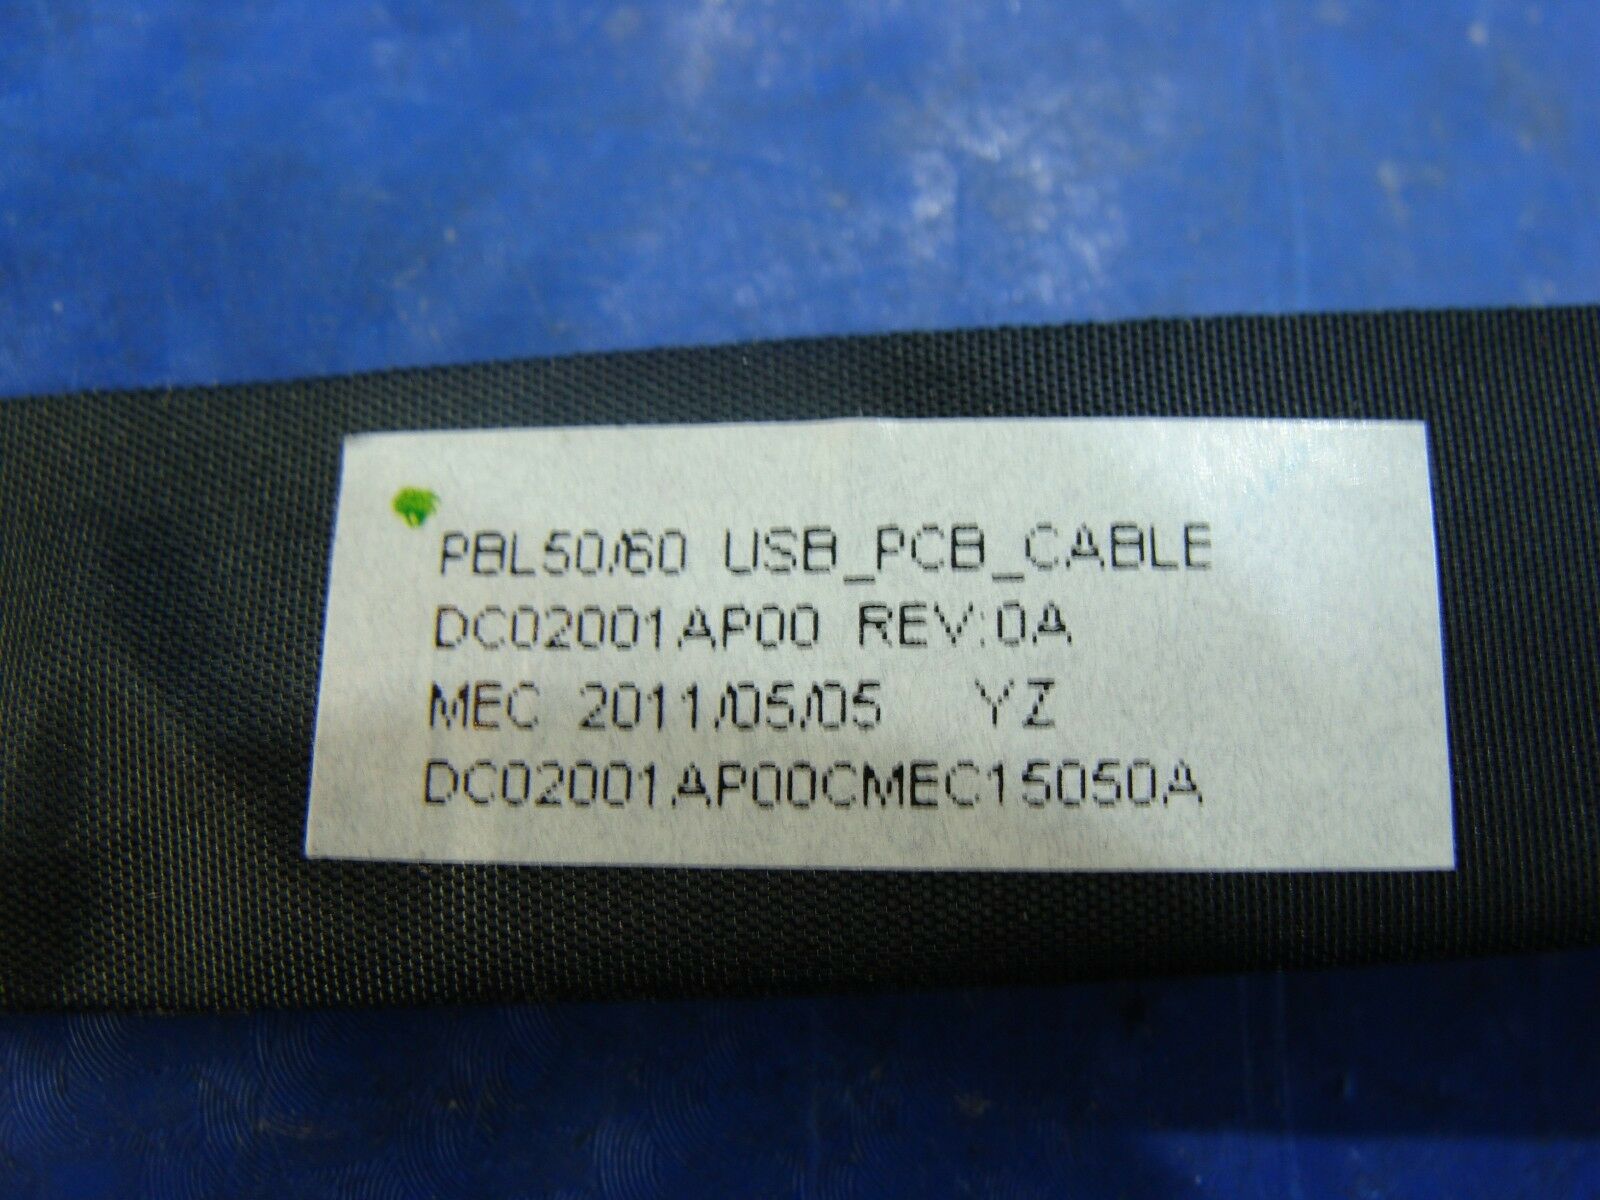 PBL50/60 USB_PCB_CABLE
DC02001AP00 REV:0A
MEC 2011/05/05 YZ
DC02001AP00CMEC15050A